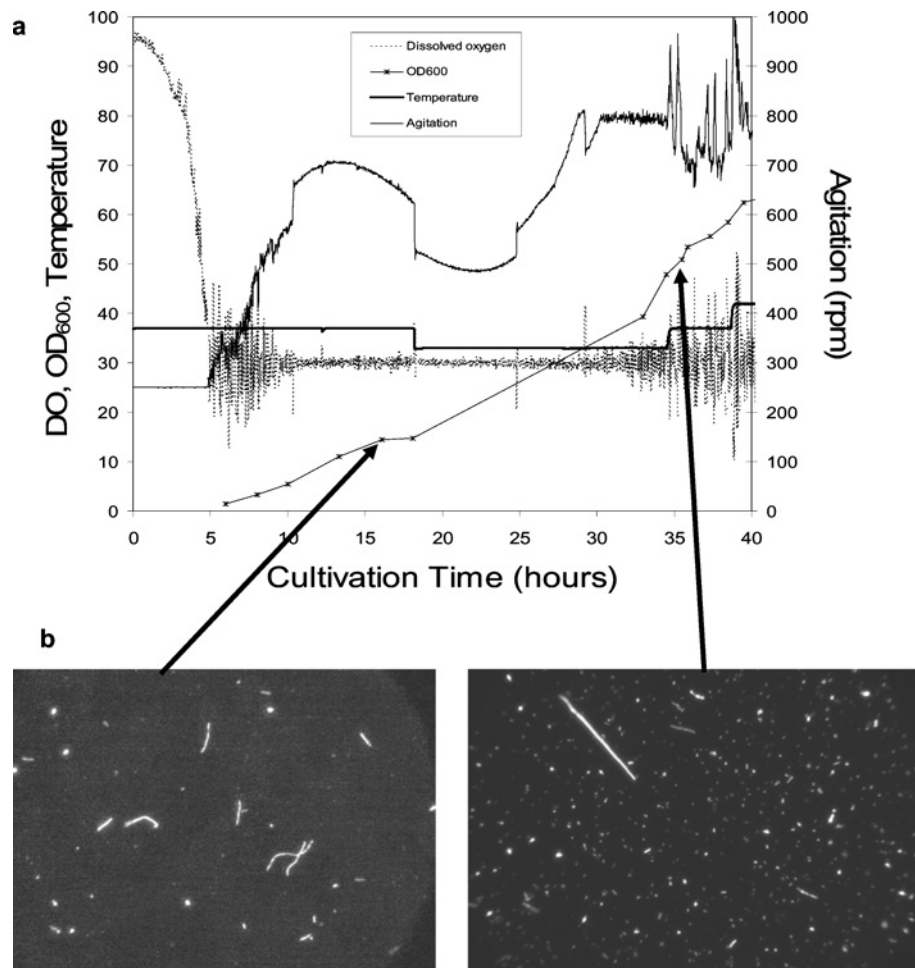 a
100
90
80
70
60
50
40
30
20
10
0
DO, OD600, Temperature
Dissolved oxygen
OD600
Temperature
Agitation
1000
900
800
700
600
500
400
300
200
100
0
Agitation (rpm)
0 5 10 15 20 25 30 35 40
Cultivation Time (hours)
b